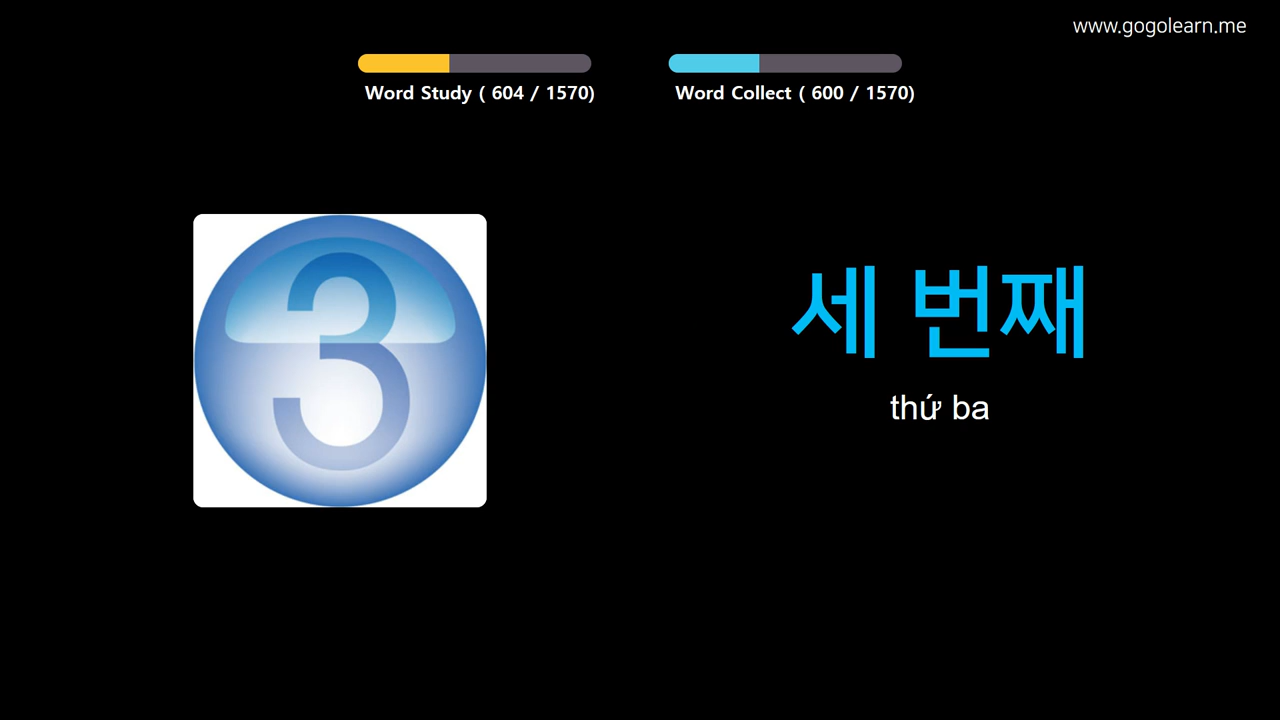 www.gogolearn.me
Word Study ( 604 / 1570)
Word Collect ( 600 / 1570)
3
세 번째
thứ ba